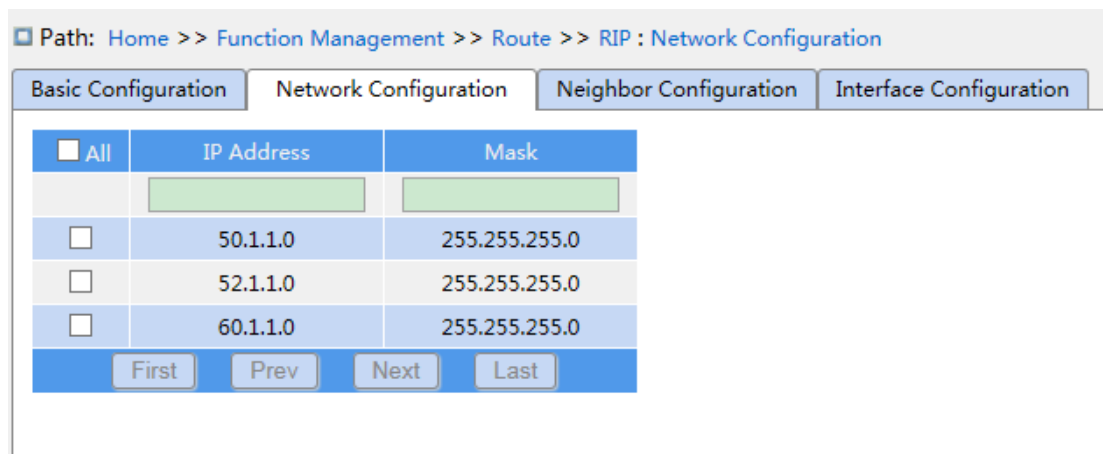 Path: Home >> Function Management >> Route >> RIP : Network Configuration
Basic Configuration Network Configuration Neighbor Configuration Interface Configuration
All IP Address Mask
50.1.1.0 255.255.255.0
52.1.1.0 255.255.255.0
60.1.1.0 255.255.255.0
First Prev Next Last